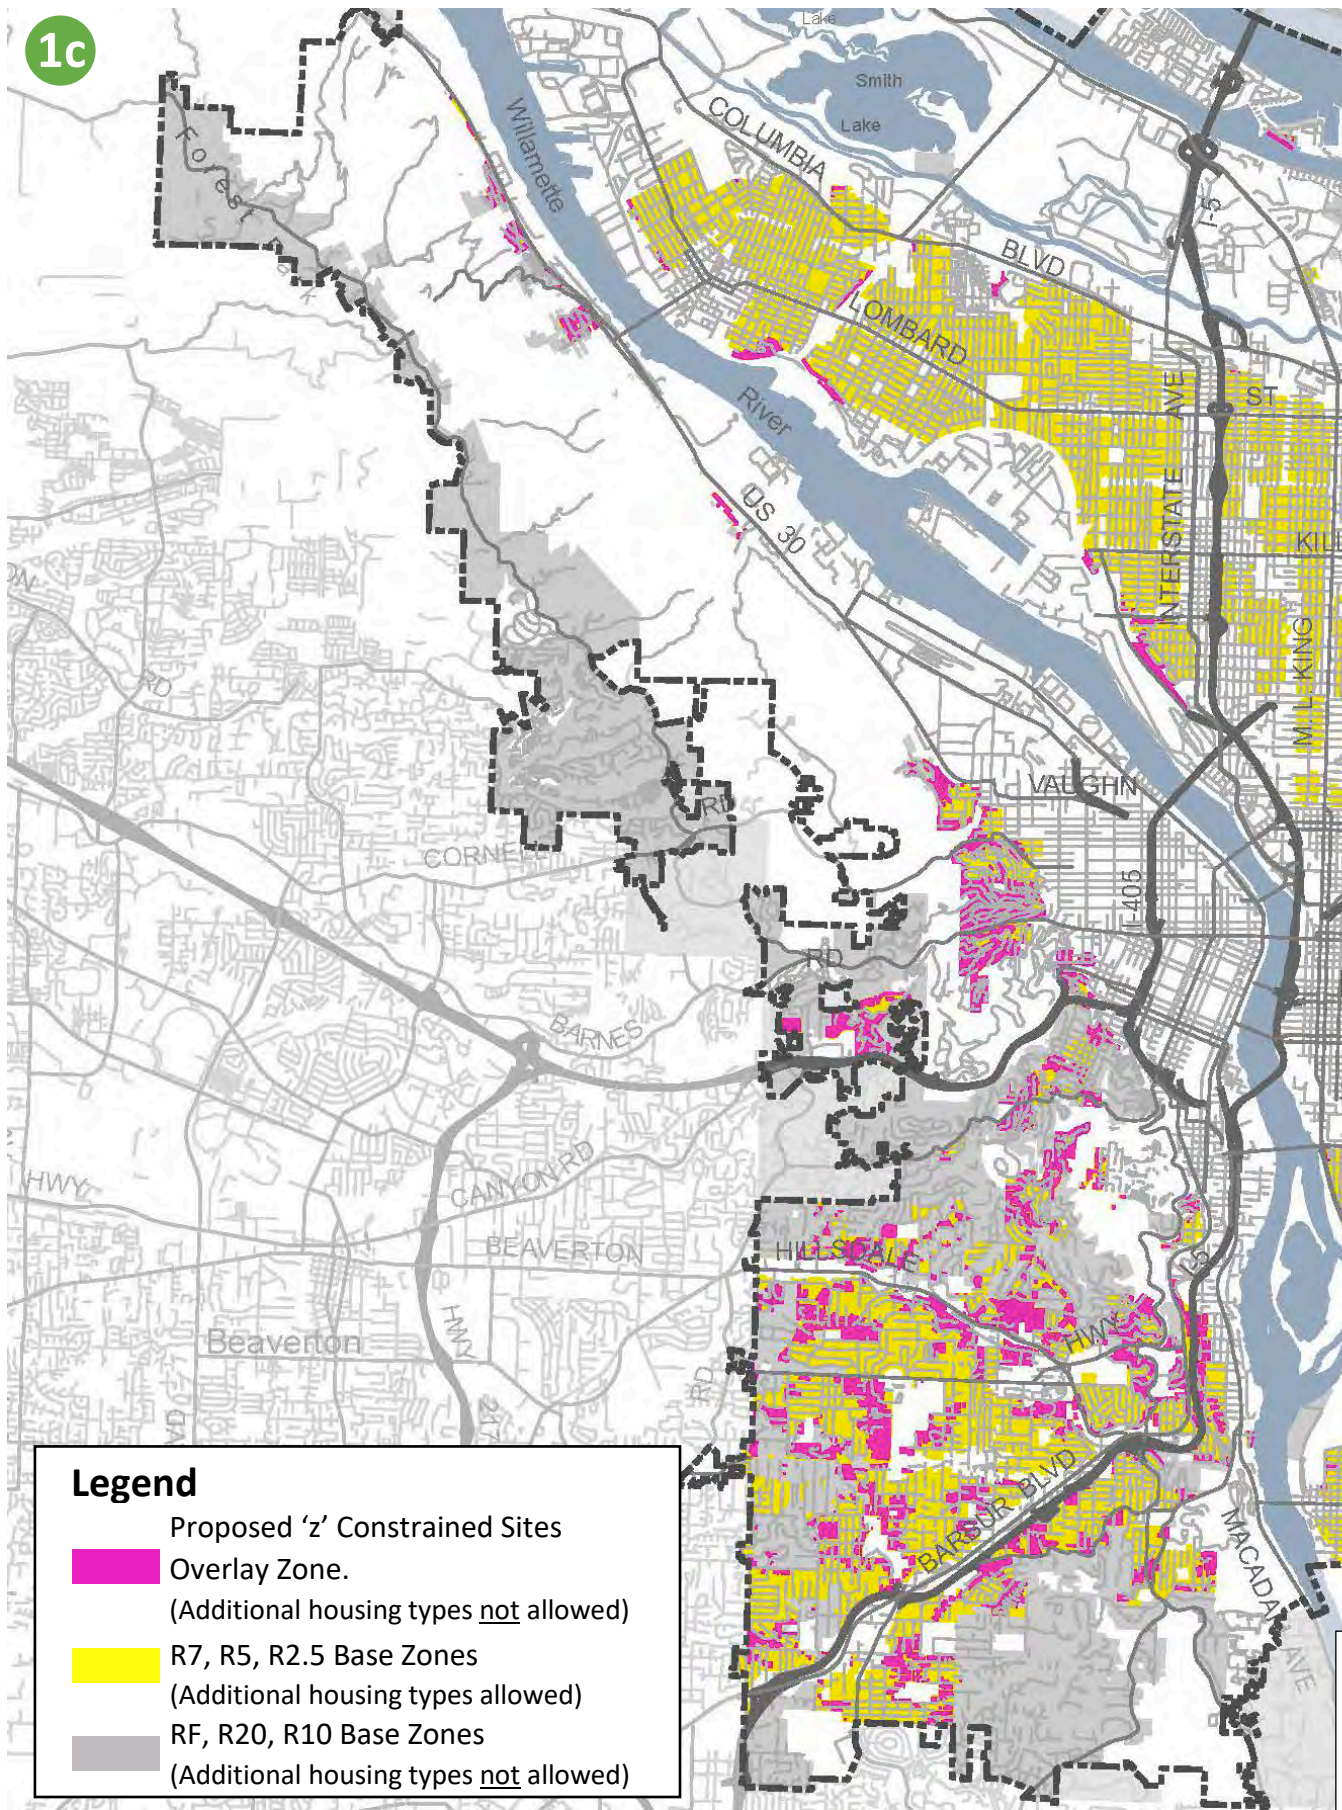 1c
Lake
Smith
Lake
COLUMBIA
BLVD
Willamette
River
Forest
LOMBARD
ST
I-5
INTERSTATE AVE
US 30
M L KING
VAUGHN
I-405
RD
RD
CORNELL
RD
BARNES
CANYON RD
HWY
BEAVERTON
HILLSDALE
HWY
I-5
Beaverton
HWY
RD
BARBUR BLVD
MACADAM AVE
Legend
Proposed ‘z’ Constrained Sites
Overlay Zone.
(Additional housing types not allowed)
R7, R5, R2.5 Base Zones
(Additional housing types allowed)
RF, R20, R10 Base Zones
(Additional housing types not allowed)